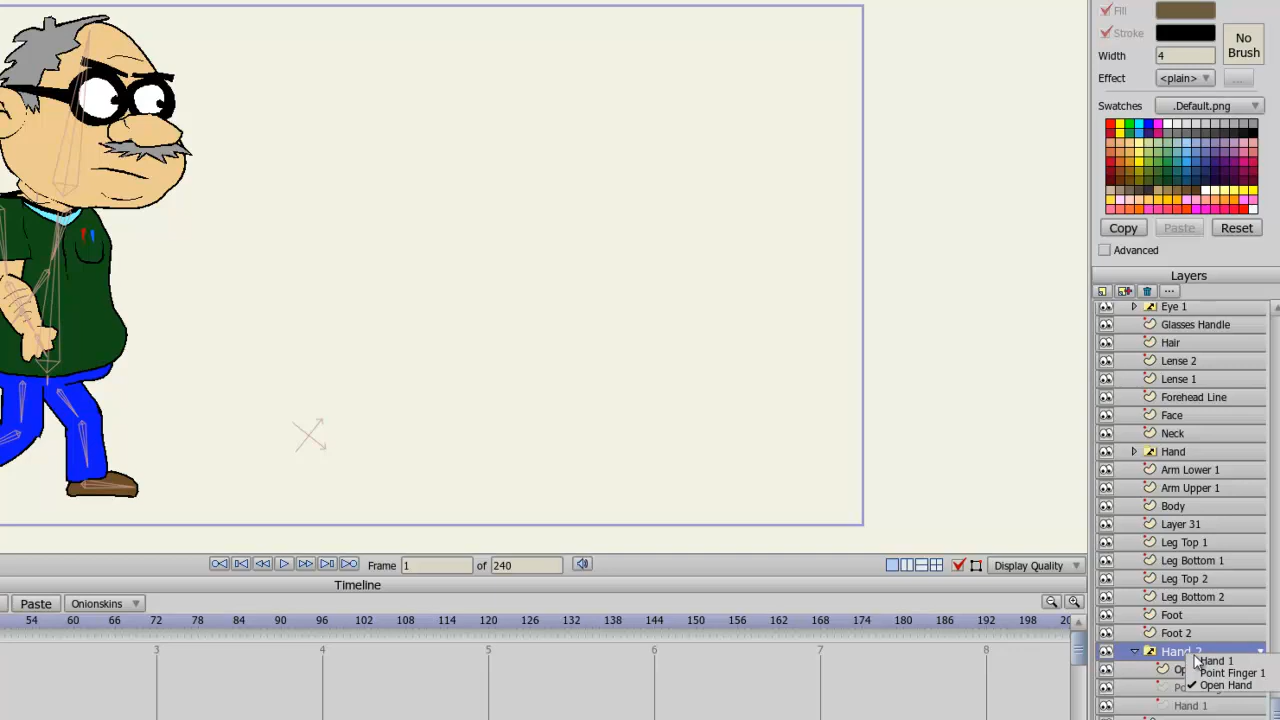 Fill
Stroke
No
Brush
Width 4
Effect <plain> ...
Swatches .Default.png
Copy Paste Reset
Advanced
Layers
...
Eye 1
Glasses Handle
Hair
Lense 2
Lense 1
Forehead Line
Face
Neck
Hand
Arm Lower 1
Arm Upper 1
Body
Layer 31
Leg Top 1
Leg Bottom 1
Leg Top 2
Leg Bottom 2
Foot
Foot 2
Hand 2
Hand 1
Point Finger 1
Open Hand
Hand 1
Frame 1 of 240 Display Quality
Timeline
Paste Onionskins
54 60 66 72 78 84 90 96 102 108 114 120 126 132 138 144 150 156 162 168 174 180 186 192 198
3 4 5 6 7 8